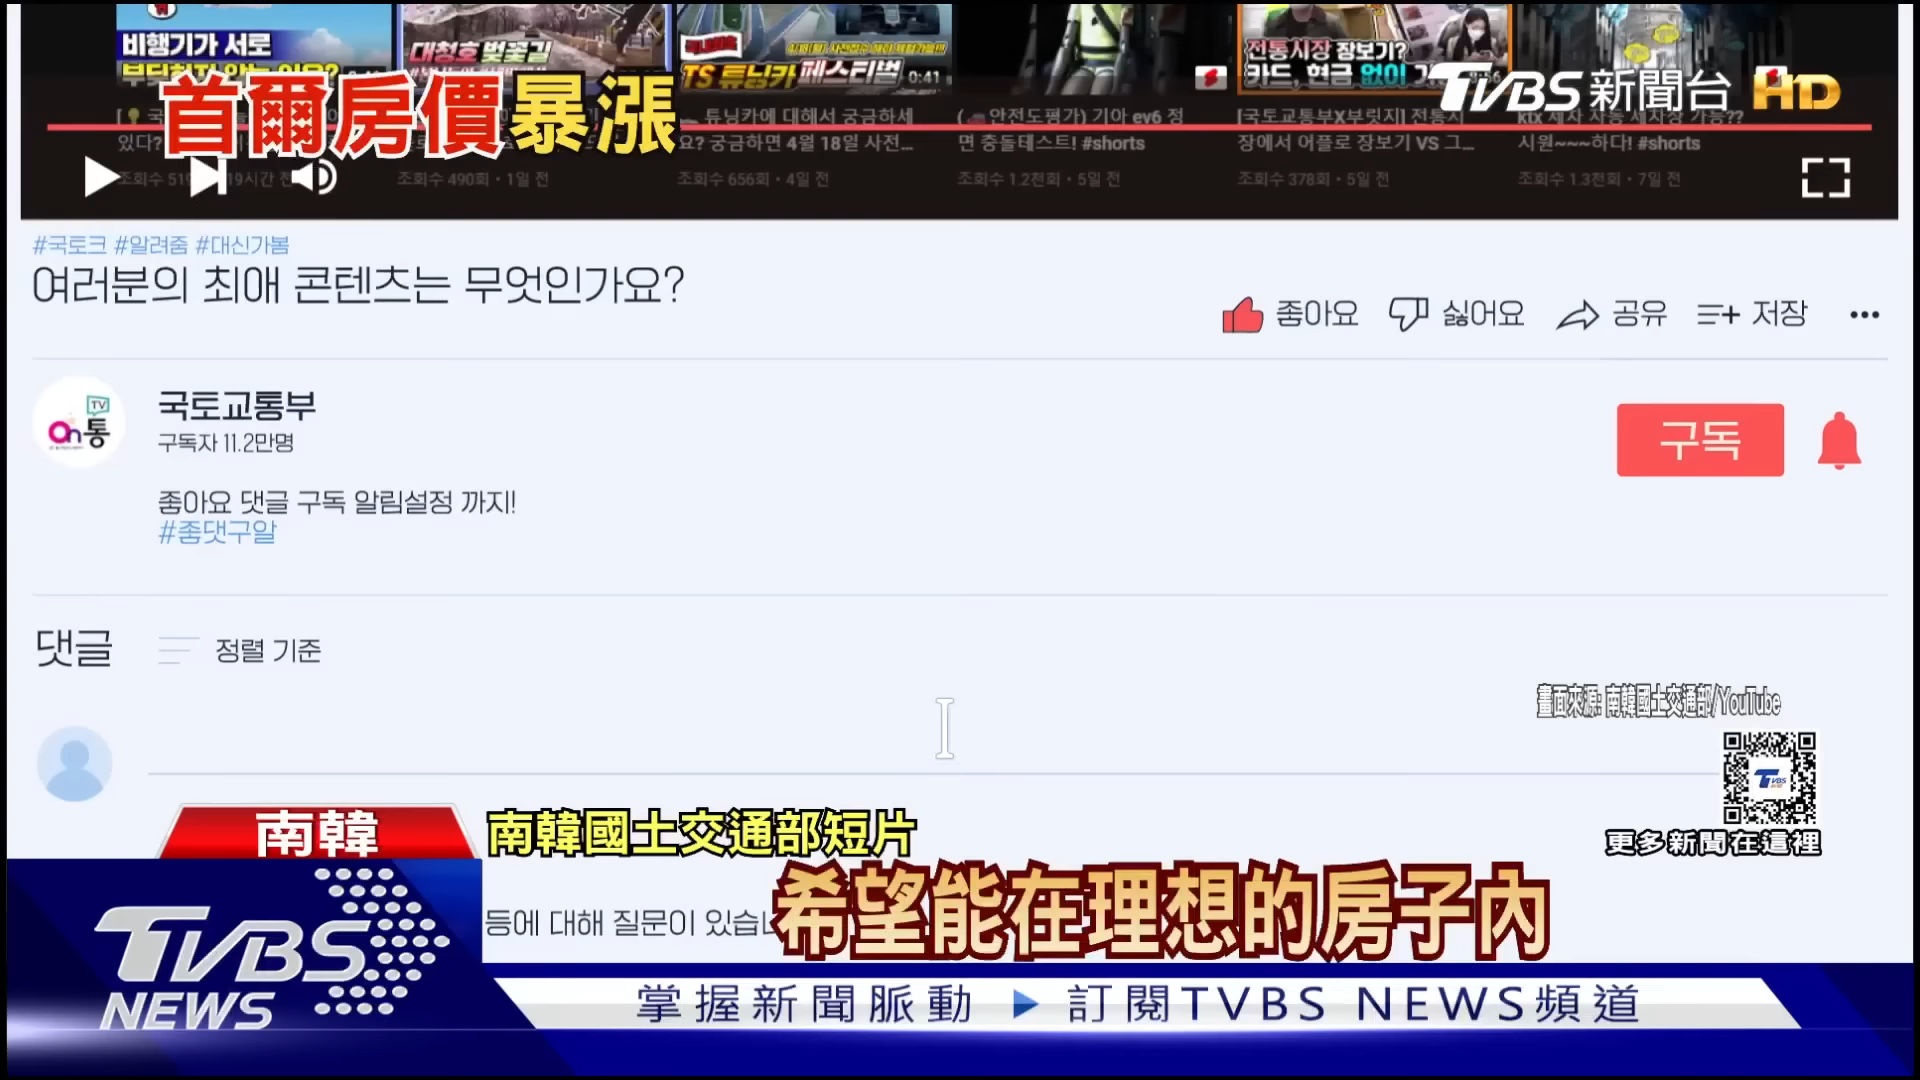 비행기가 서로
대청호 벚꽃길
TS 튜닝카 페스티벌
0:41
전통시장 장보기?
카드, 현금 없이
TVBS 新聞台 HD
首爾房價暴漲
튜닝카에 대해서 궁금하세
요? 궁금하면 4월 18일 사전...
안전도평가) 기아 ev6 정
면 충돌테스트! #shorts
[국토교통부X부릿지] 전통시
장에서 어플로 장보기 VS 그...
시원~~~하다! #shorts
조회수 490회 • 1일 전
조회수 656회 • 4일 전
조회수 1.2천회 • 5일 전
조회수 378회 • 5일 전
조회수 1.3천회 • 7일 전
#국토크 #알려줌 #대신가봄
여러분의 최애 콘텐츠는 무엇인가요?
좋아요 싫어요 공유 저장
TV
On통
국토교통부
구독자 11.2만명
구독
좋아요 댓글 구독 알림설정 까지!
#좋댓구알
댓글 정렬 기준
畫面來源: 南韓國土交通部/YouTube
TVBS
更多新聞在這裡
南韓
南韓國土交通部短片
등에 대해 질문이 있습
希望能在理想的房子內
TVBS
NEWS
掌握新聞脈動 ▶ 訂閱TVBS NEWS頻道